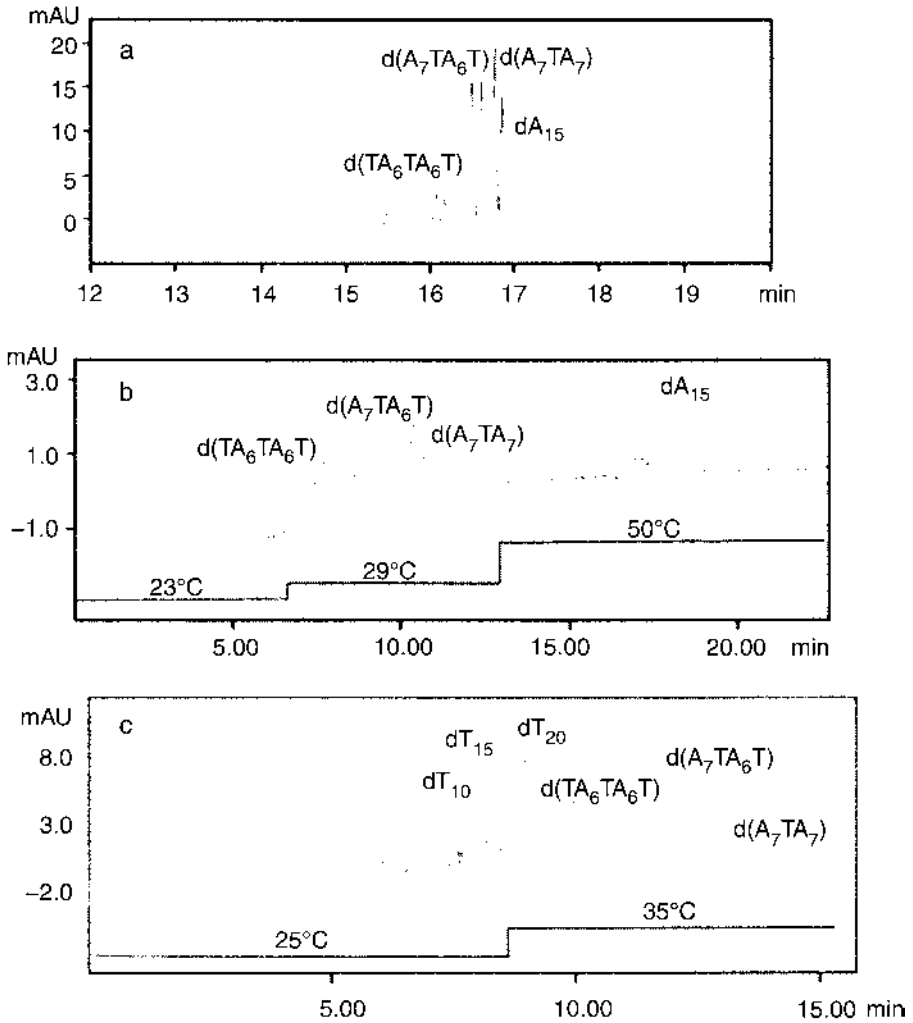 mAU
a
20
15
10
5
0
d(A₇TA₆T) d(A₇TA₇)
dA₁₅
d(TA₆TA₆T)
12 13 14 15 16 17 18 19 min
mAU
b
3.0
1.0
−1.0
dA₁₅
d(A₇TA₆T)
d(A₇TA₇)
d(TA₆TA₆T)
50°C
29°C
23°C
5.00 10.00 15.00 20.00 min
mAU
c
8.0
3.0
−2.0
dT₂₀
dT₁₅
d(A₇TA₆T)
dT₁₀
d(TA₆TA₆T)
d(A₇TA₇)
35°C
25°C
5.00 10.00 15.00 min